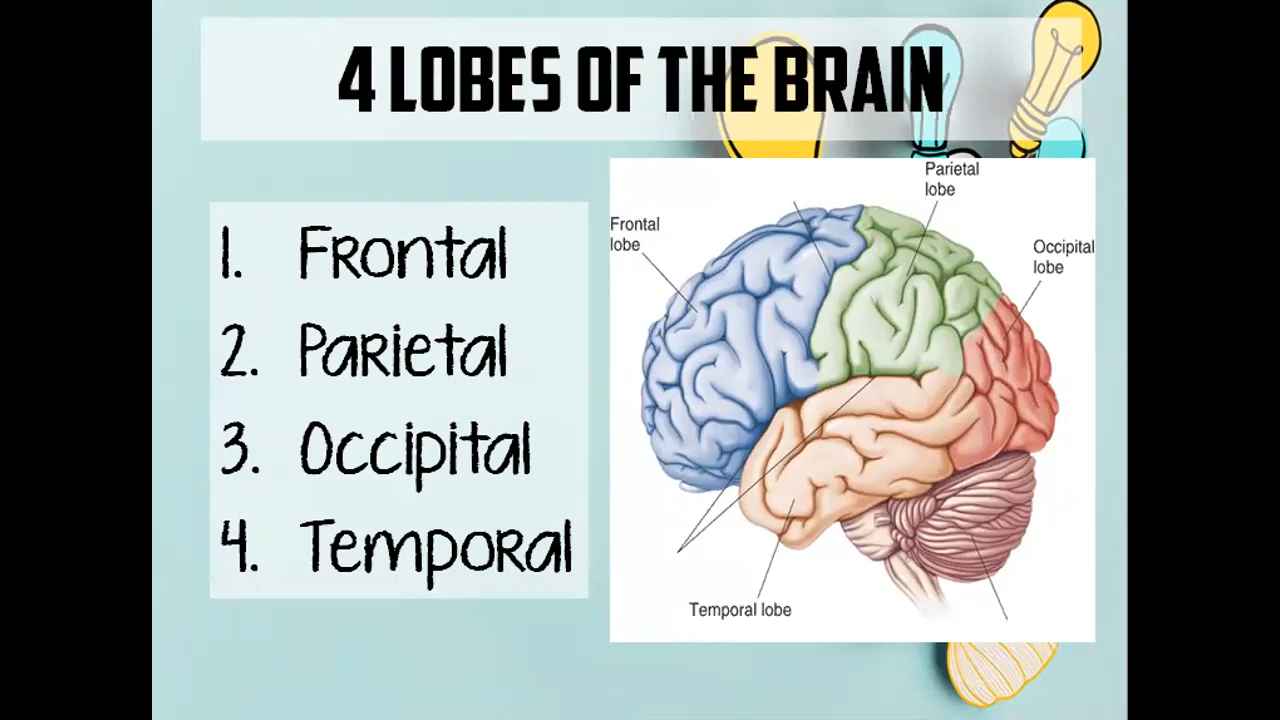 4 LOBES OF THE BRAIN
1. Frontal
2. Parietal
3. Occipital
4. Temporal
Parietal
lobe
Frontal
lobe
Occipital
lobe
Temporal lobe